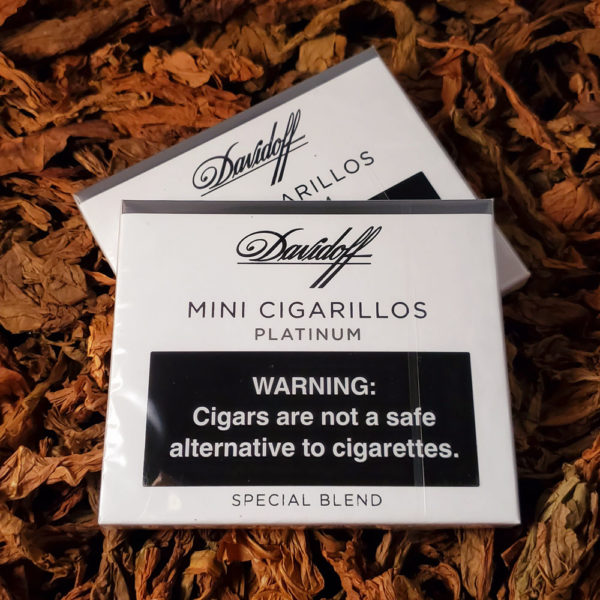 Davidoff
CIGARILLOS
Davidoff
MINI CIGARILLOS
PLATINUM
WARNING:
Cigars are not a safe
alternative to cigarettes.
SPECIAL BLEND